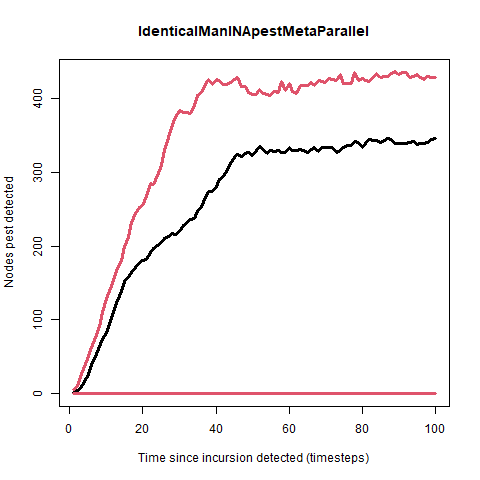 IdenticalManINApestMetaParallel
Nodes pest detected
400
300
200
100
0
0 20 40 60 80 100
Time since incursion detected (timesteps)